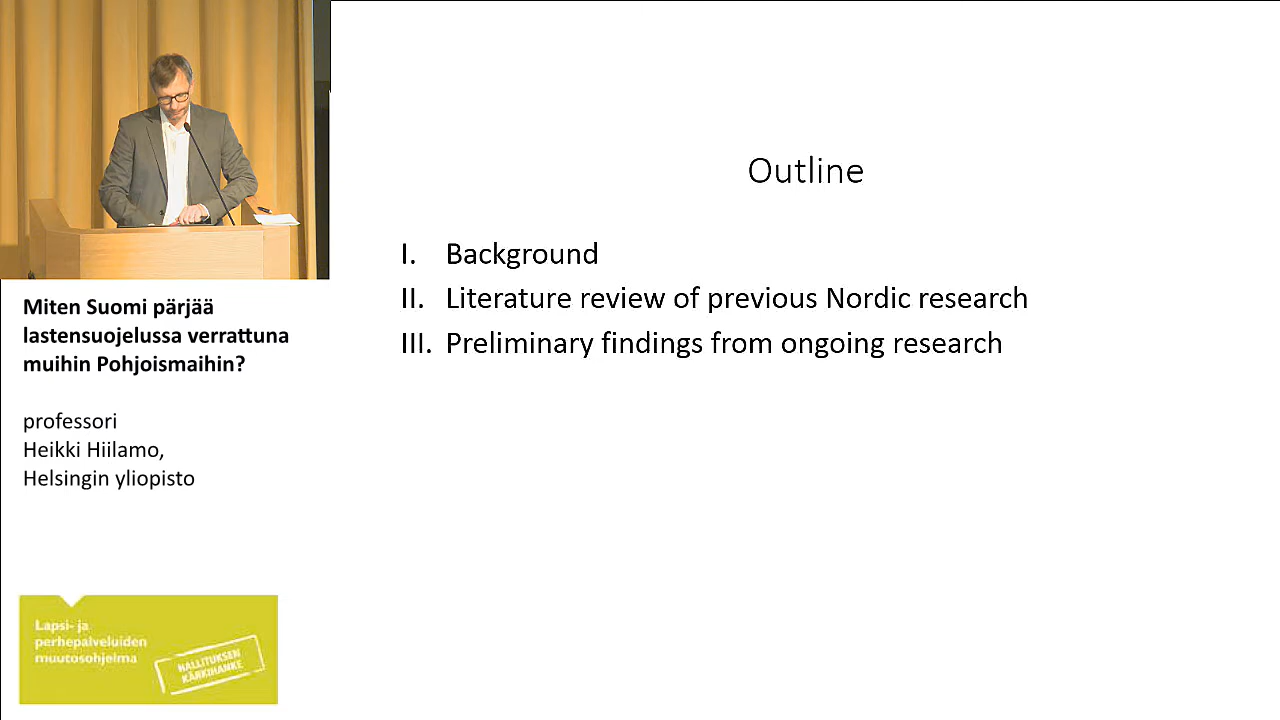 Outline
I. Background
II. Literature review of previous Nordic research
III. Preliminary findings from ongoing research
Miten Suomi pärjää
lastensuojelussa verrattuna
muihin Pohjoismaihin?
professori
Heikki Hiilamo,
Helsingin yliopisto
Lapsi- ja
perhepalveluiden
muutosohjelma
HALLITUKSEN
KÄRKIHANKE